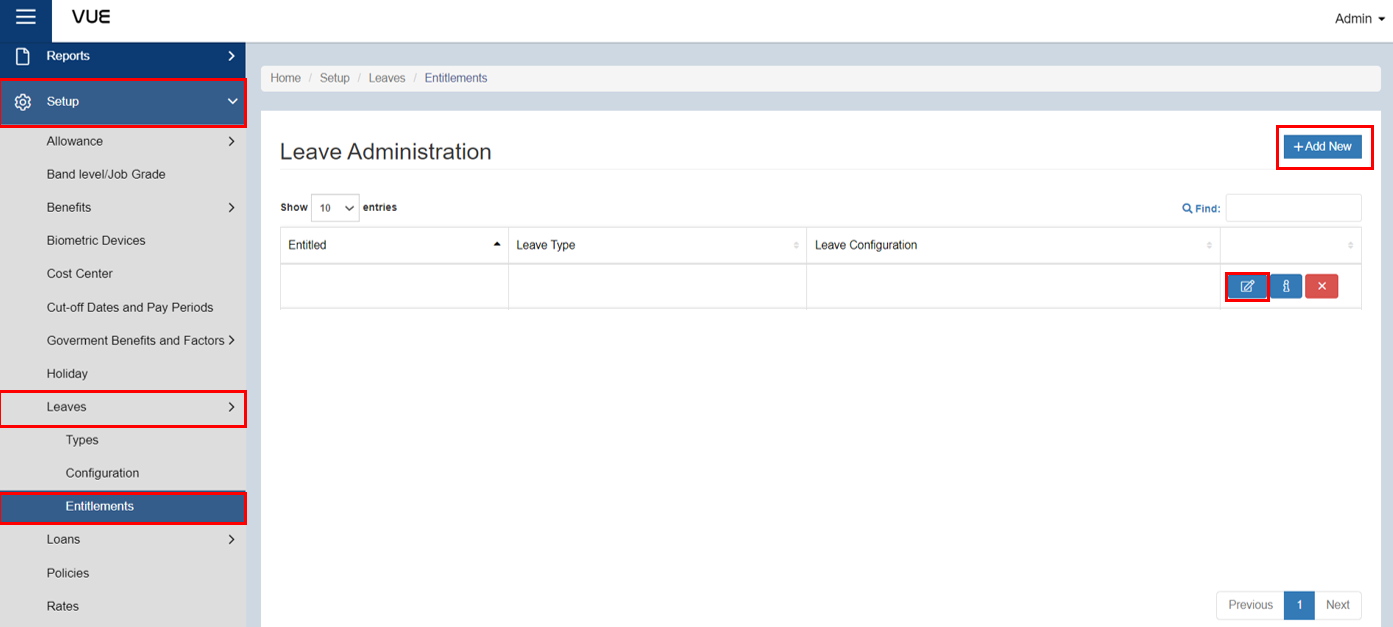 VUE
Admin
Reports
Setup
Allowance
Band level/Job Grade
Benefits
Biometric Devices
Cost Center
Cut-off Dates and Pay Periods
Goverment Benefits and Factors
Holiday
Leaves
Types
Configuration
Entitlements
Loans
Policies
Rates
Home / Setup / Leaves / Entitlements
Leave Administration
+ Add New
Show 10 entries
Find:
Entitled Leave Type Leave Configuration
Previous 1 Next